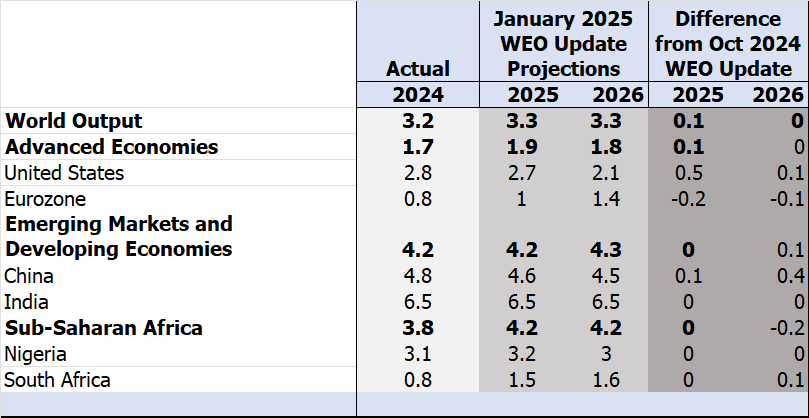 January 2025 Difference
WEO Update from Oct 2024
Actual Projections WEO Update
2024 2025 2026 2025 2026
World Output 3.2 3.3 3.3 0.1 0
Advanced Economies 1.7 1.9 1.8 0.1 0
United States 2.8 2.7 2.1 0.5 0.1
Eurozone 0.8 1 1.4 -0.2 -0.1
Emerging Markets and
Developing Economies 4.2 4.2 4.3 0 0.1
China 4.8 4.6 4.5 0.1 0.4
India 6.5 6.5 6.5 0 0
Sub-Saharan Africa 3.8 4.2 4.2 0 -0.2
Nigeria 3.1 3.2 3 0 0
South Africa 0.8 1.5 1.6 0 0.1